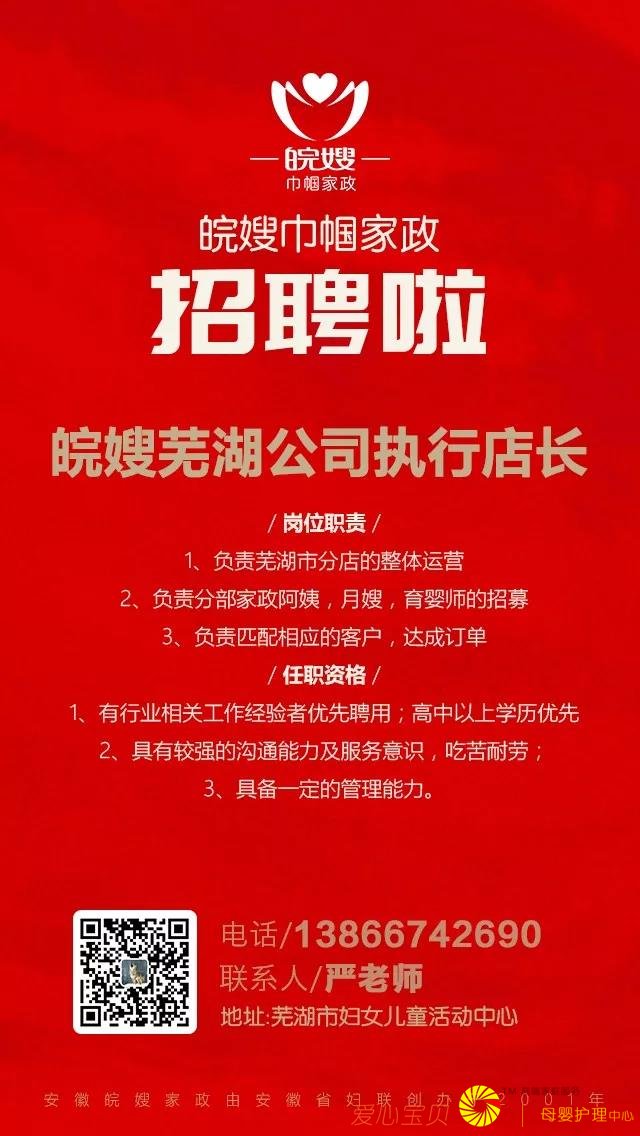 皖嫂
巾帼家政
皖嫂巾帼家政
招聘啦
皖嫂芜湖公司执行店长
/ 岗位职责 /
1、负责芜湖市分店的整体运营
2、负责分部家政阿姨，月嫂，育婴师的招募
3、负责匹配相应的客户，达成订单
/ 任职资格 /
1、有行业相关工作经验者优先聘用；高中以上学历优先
2、具有较强的沟通能力及服务意识，吃苦耐劳；
3、具备一定的管理能力。
电话/13866742690
联系人/严老师
地址:芜湖市妇女儿童活动中心
安徽皖嫂家政由安徽省妇联创办 2001年
爱心宝贝 母婴护理中心